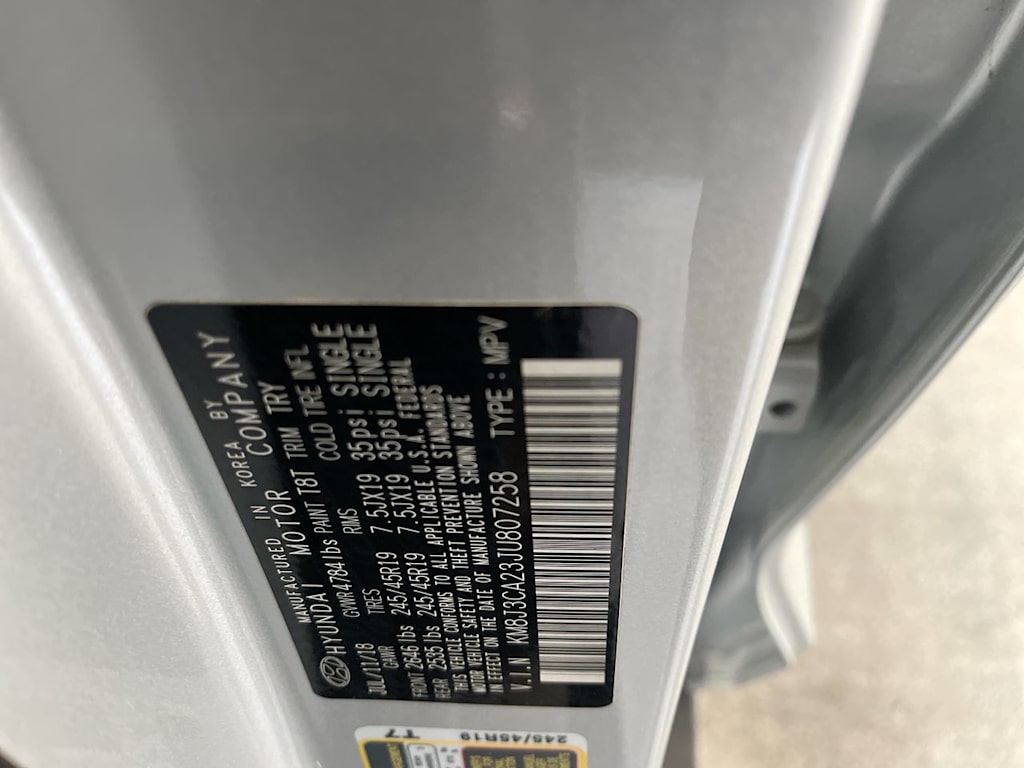 MANUFACTURED IN KOREA BY
HYUNDAI MOTOR COMPANY
JUL/11/18 GVWR 4784 lbs PAINT T8T TRIM TRY
GAWR TIRES RIMS COLD TIRE INFL
FRONT 2646 lbs 245/45R19 7.5JX19 35psi SINGLE
REAR 2535 lbs 245/45R19 7.5JX19 35psi SINGLE
THIS VEHICLE CONFORMS TO ALL APPLICABLE U.S.A. FEDERAL
MOTOR VEHICLE SAFETY AND THEFT PREVENTION STANDARDS
IN EFFECT ON THE DATE OF MANUFACTURE SHOWN ABOVE
V.I.N KM8J3CA23JU807258 TYPE : MPV
T7
245/45R19